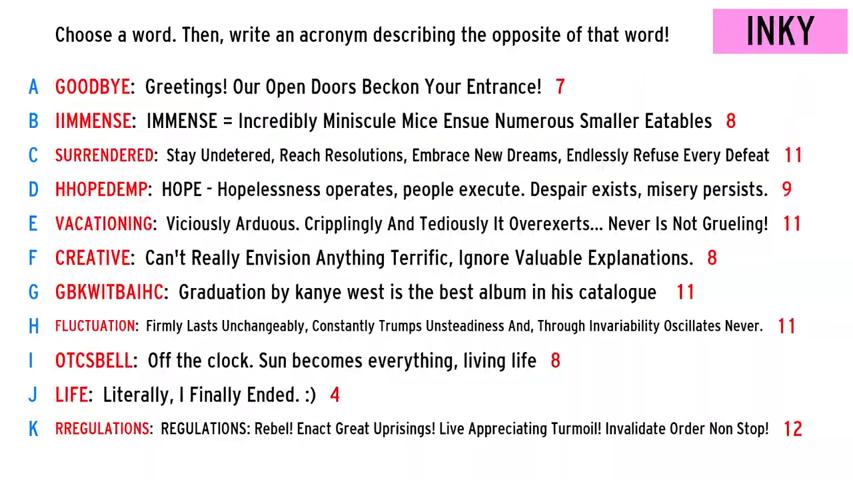 Choose a word. Then, write an acronym describing the opposite of that word!
INKY
A GOODBYE: Greetings! Our Open Doors Beckon Your Entrance! 7
B IIMMENSE: IMMENSE = Incredibly Miniscule Mice Ensue Numerous Smaller Eatables 8
C SURRENDERED: Stay Undetered, Reach Resolutions, Embrace New Dreams, Endlessly Refuse Every Defeat 11
D HHOPEDEMP: HOPE - Hopelessness operates, people execute. Despair exists, misery persists. 9
E VACATIONING: Viciously Arduous. Cripplingly And Tediously It Overexerts... Never Is Not Grueling! 11
F CREATIVE: Can't Really Envision Anything Terrific, Ignore Valuable Explanations. 8
G GBKWITBAIHC: Graduation by kanye west is the best album in his catalogue 11
H FLUCTUATION: Firmly Lasts Unchangeably, Constantly Trumps Unsteadiness And, Through Invariability Oscillates Never. 11
I OTCSBELL: Off the clock. Sun becomes everything, living life 8
J LIFE: Literally, I Finally Ended. :) 4
K RREGULATIONS: REGULATIONS: Rebel! Enact Great Uprisings! Live Appreciating Turmoil! Invalidate Order Non Stop! 12